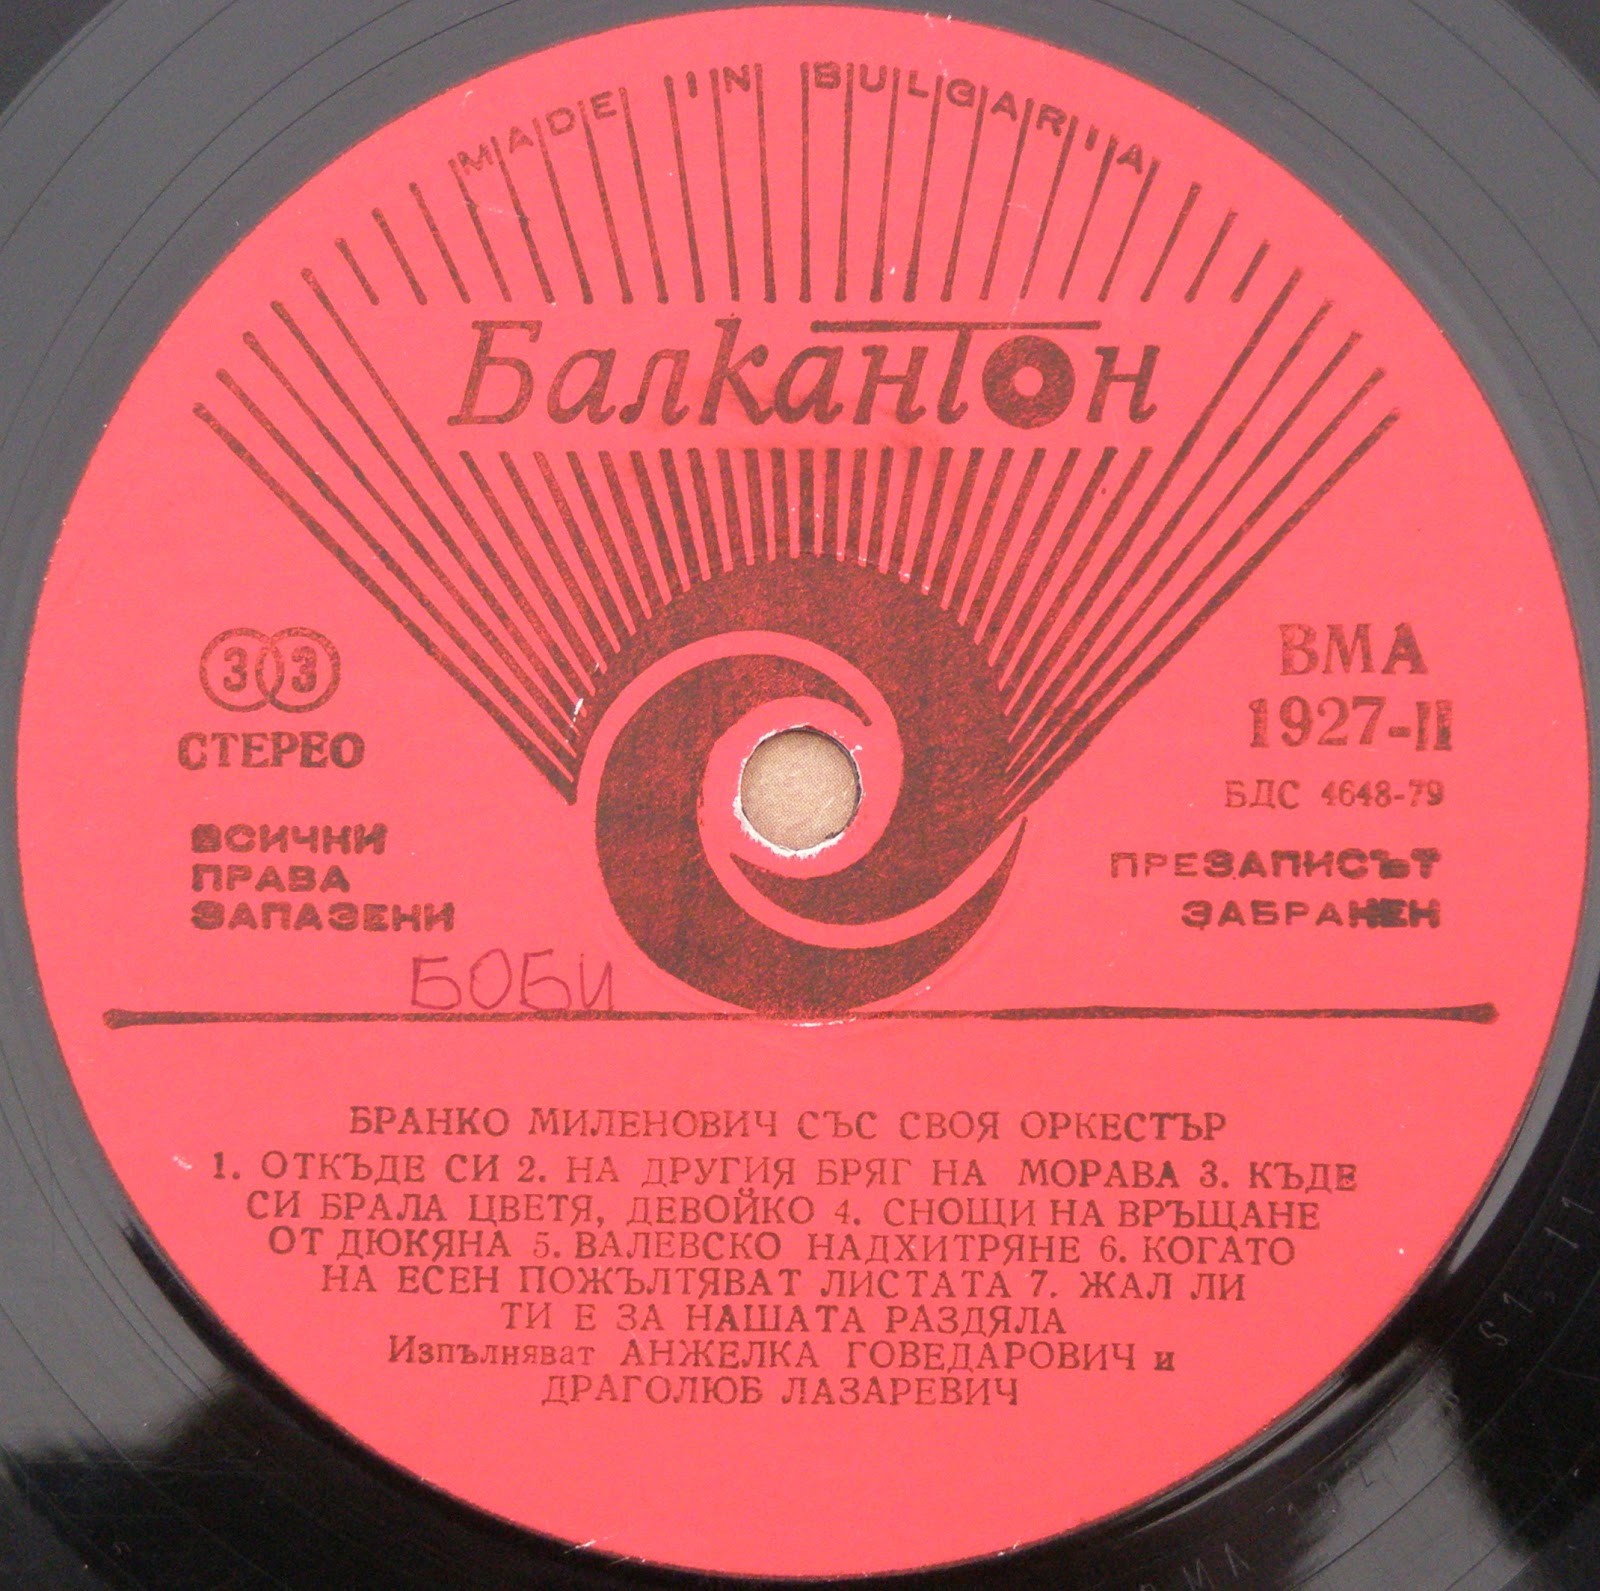 MADE IN BULGARIA
Балкантон
33
СТЕРЕО
ВСИЧКИ
ПРАВА
ЗАПАЗЕНИ
ВМА
1927-II
БДС 4648-79
ПРЕЗАПИСЪТ
ЗАБРАНЕН
БОБИ
БРАНКО МИЛЕНОВИЧ СЪС СВОЯ ОРКЕСТЪР
1. ОТКЪДЕ СИ 2. НА ДРУГИЯ БРЯГ НА МОРАВА 3. КЪДЕ
СИ БРАЛА ЦВЕТЯ, ДЕВОЙКО 4. СНОЩИ НА ВРЪЩАНЕ
ОТ ДЮКЯНА 5. ВАЛЕВСКО НАДХИТРЯНЕ 6. КОГАТО
НА ЕСЕН ПОЖЪЛТЯВАТ ЛИСТАТА 7. ЖАЛ ЛИ
ТИ Е ЗА НАШАТА РАЗДЯЛА
Изпълняват АНЖЕЛКА ГОВЕДАРОВИЧ и
ДРАГОЛЮБ ЛАЗАРЕВИЧ